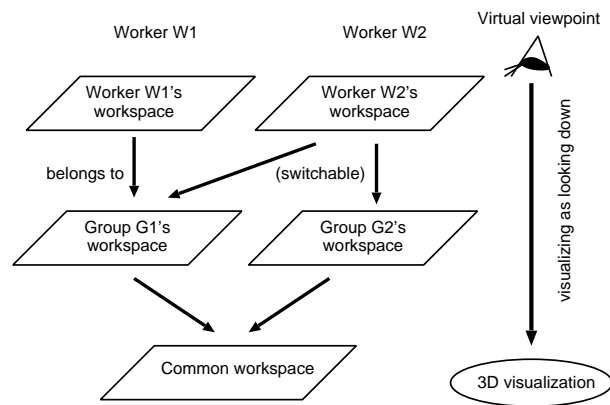 Worker W1
Worker W2
Virtual viewpoint
Worker W1's
workspace
Worker W2's
workspace
belongs to
(switchable)
visualizing as looking down
Group G1's
workspace
Group G2's
workspace
Common workspace
3D visualization